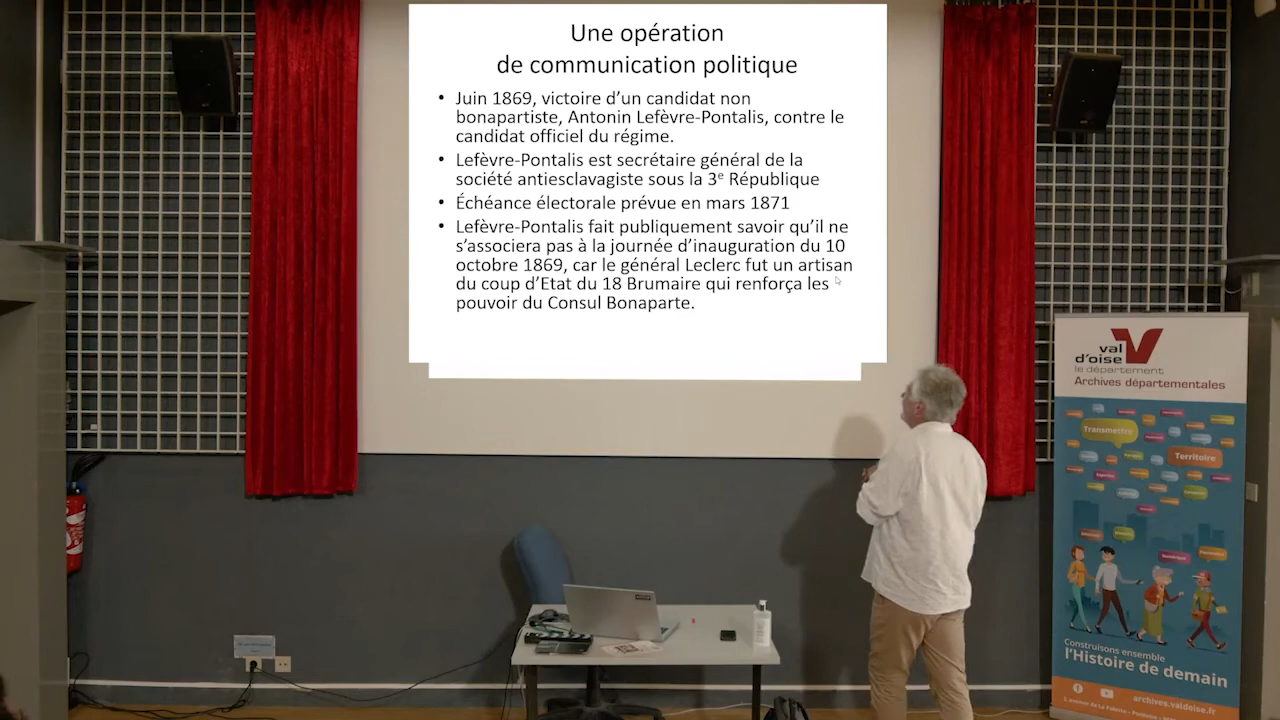 Une opération
de communication politique
• Juin 1869, victoire d'un candidat non
bonapartiste, Antonin Lefèvre-Pontalis, contre le
candidat officiel du régime.
• Lefèvre-Pontalis est secrétaire général de la
société antiesclavagiste sous la 3e République
• Échéance électorale prévue en mars 1871
• Lefèvre-Pontalis fait publiquement savoir qu'il ne
s'associera pas à la journée d'inauguration du 10
octobre 1869, car le général Leclerc fut un artisan
du coup d'Etat du 18 Brumaire qui renforça les
pouvoir du Consul Bonaparte.
val
d'oise
le département
Archives départementales
Transmettre
Territoire
Construisons ensemble
l'Histoire de demain
archives.valdoise.fr